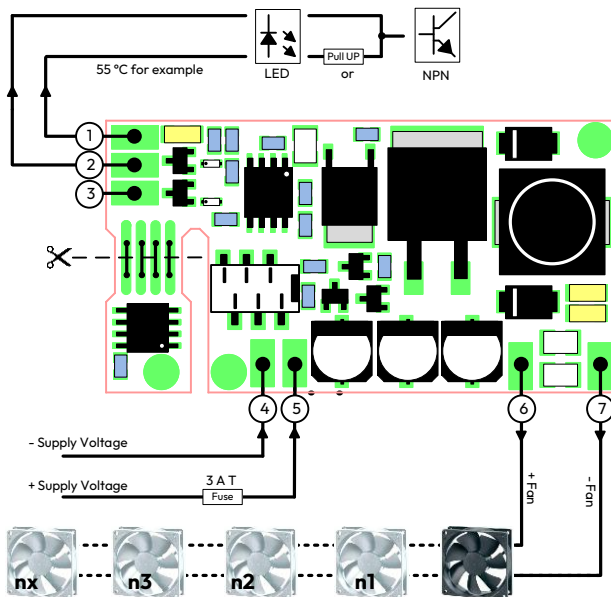 Pull UP
55 °C for example
LED
or
NPN
1
2
3
4
5
6
7
- Supply Voltage
+ Supply Voltage
3 A T
Fuse
+ Fan
- Fan
nx
n3
n2
n1